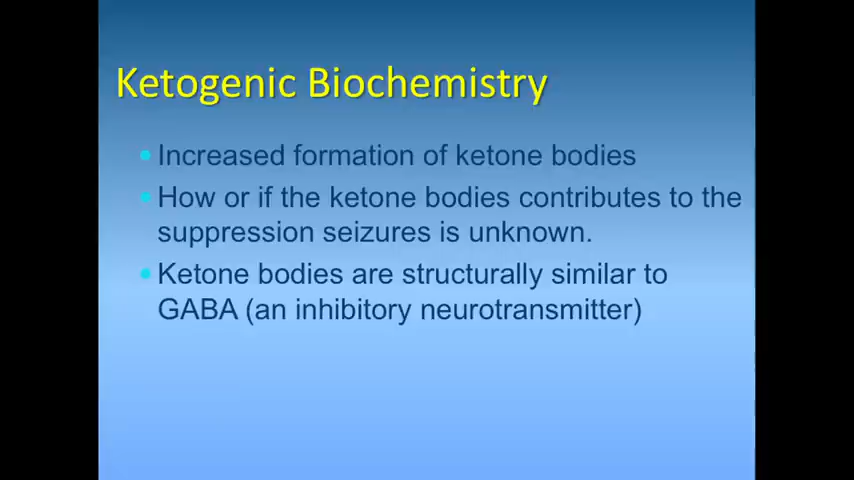 Ketogenic Biochemistry
• Increased formation of ketone bodies
• How or if the ketone bodies contributes to the
suppression seizures is unknown.
• Ketone bodies are structurally similar to
GABA (an inhibitory neurotransmitter)